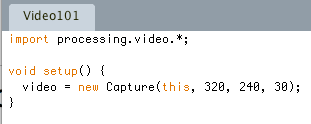 Video101
import processing.video.*;
void setup() {
video = new Capture(this, 320, 240, 30);
}